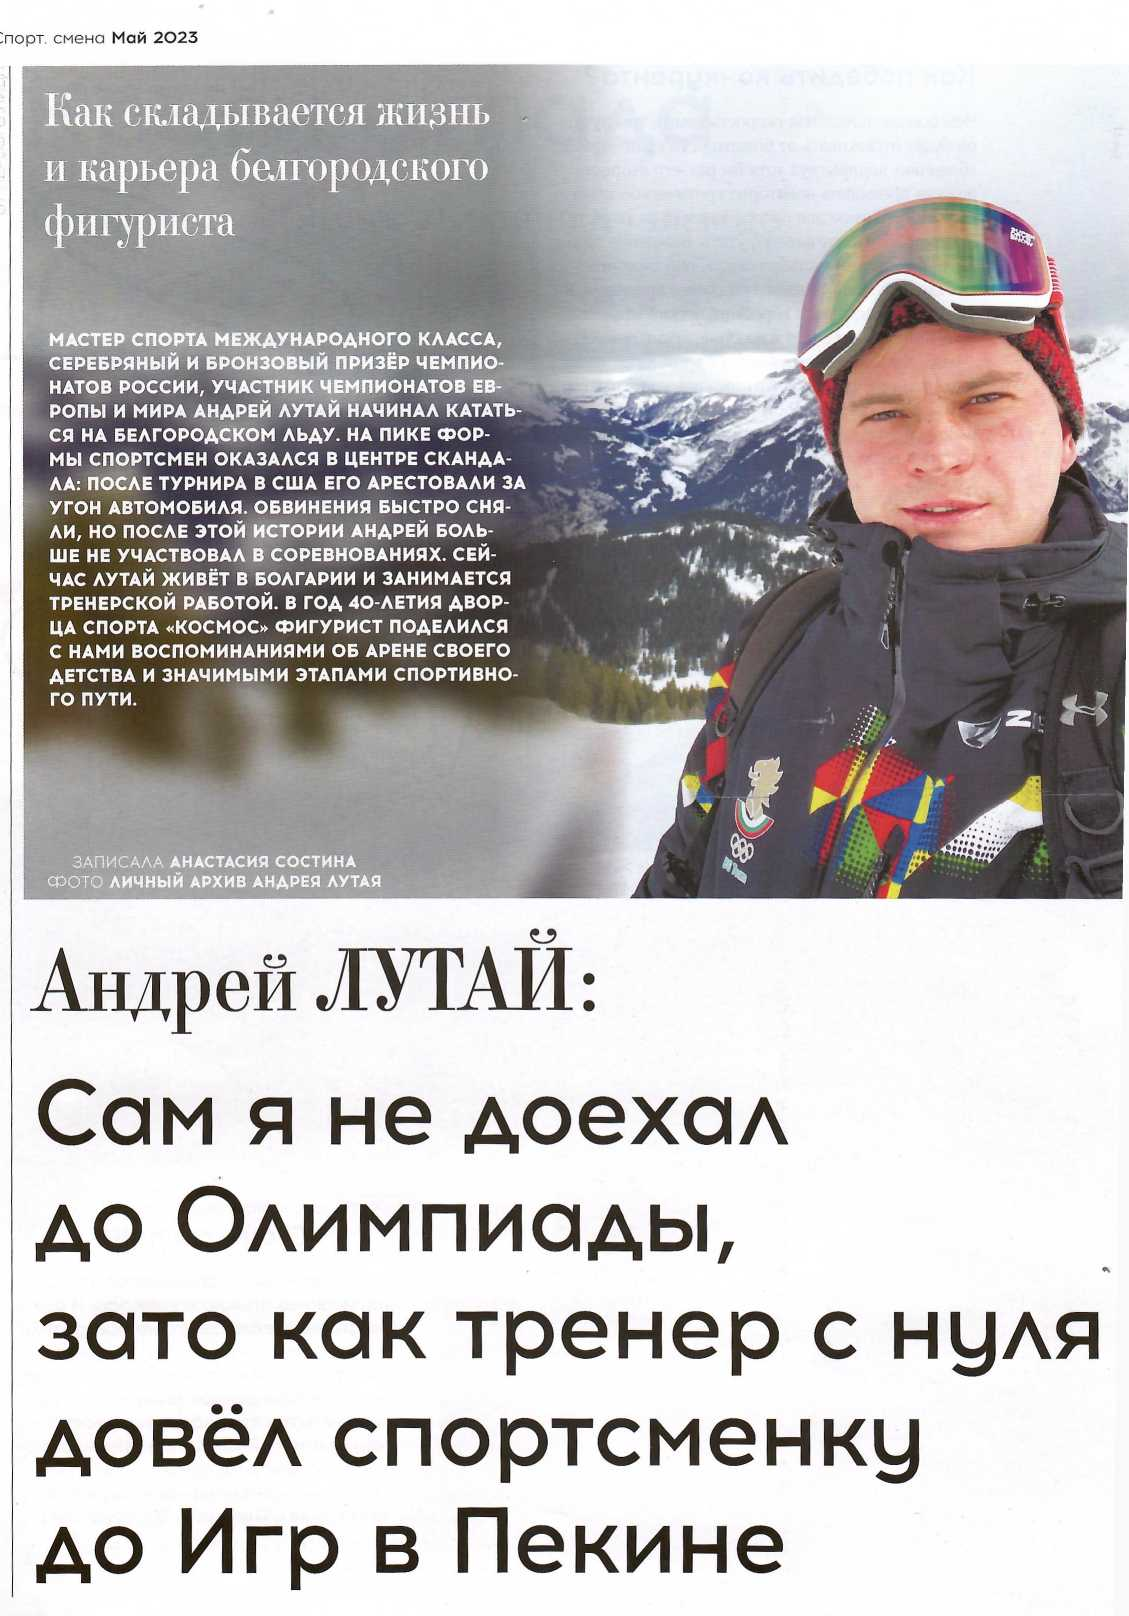 Спорт. смена Май 2023
Как складывается жизнь
и карьера белгородского
фигуриста
МАСТЕР СПОРТА МЕЖДУНАРОДНОГО КЛАССА,
СЕРЕБРЯНЫЙ И БРОНЗОВЫЙ ПРИЗЁР ЧЕМПИО-
НАТОВ РОССИИ, УЧАСТНИК ЧЕМПИОНАТОВ ЕВ-
РОПЫ И МИРА АНДРЕЙ ЛУТАЙ НАЧИНАЛ КАТАТЬ-
СЯ НА БЕЛГОРОДСКОМ ЛЬДУ. НА ПИКЕ ФОР-
МЫ СПОРТСМЕН ОКАЗАЛСЯ В ЦЕНТРЕ СКАНДА-
ЛА: ПОСЛЕ ТУРНИРА В США ЕГО АРЕСТОВАЛИ ЗА
УГОН АВТОМОБИЛЯ. ОБВИНЕНИЯ БЫСТРО СНЯ-
ЛИ, НО ПОСЛЕ ЭТОЙ ИСТОРИИ АНДРЕЙ БОЛЬ-
ШЕ НЕ УЧАСТВОВАЛ В СОРЕВНОВАНИЯХ. СЕЙ-
ЧАС ЛУТАЙ ЖИВЁТ В БОЛГАРИИ И ЗАНИМАЕТСЯ
ТРЕНЕРСКОЙ РАБОТОЙ. В ГОД 40-ЛЕТИЯ ДВОР-
ЦА СПОРТА «КОСМОС» ФИГУРИСТ ПОДЕЛИЛСЯ
С НАМИ ВОСПОМИНАНИЯМИ ОБ АРЕНЕ СВОЕГО
ДЕТСТВА И ЗНАЧИМЫМИ ЭТАПАМИ СПОРТИВНО-
ГО ПУТИ.
ЗАПИСАЛА АНАСТАСИЯ СОСТИНА
ФОТО ЛИЧНЫЙ АРХИВ АНДРЕЯ ЛУТАЯ
Андрей ЛУТАЙ:
Сам я не доехал
до Олимпиады,
зато как тренер с нуля
довёл спортсменку
до Игр в Пекине